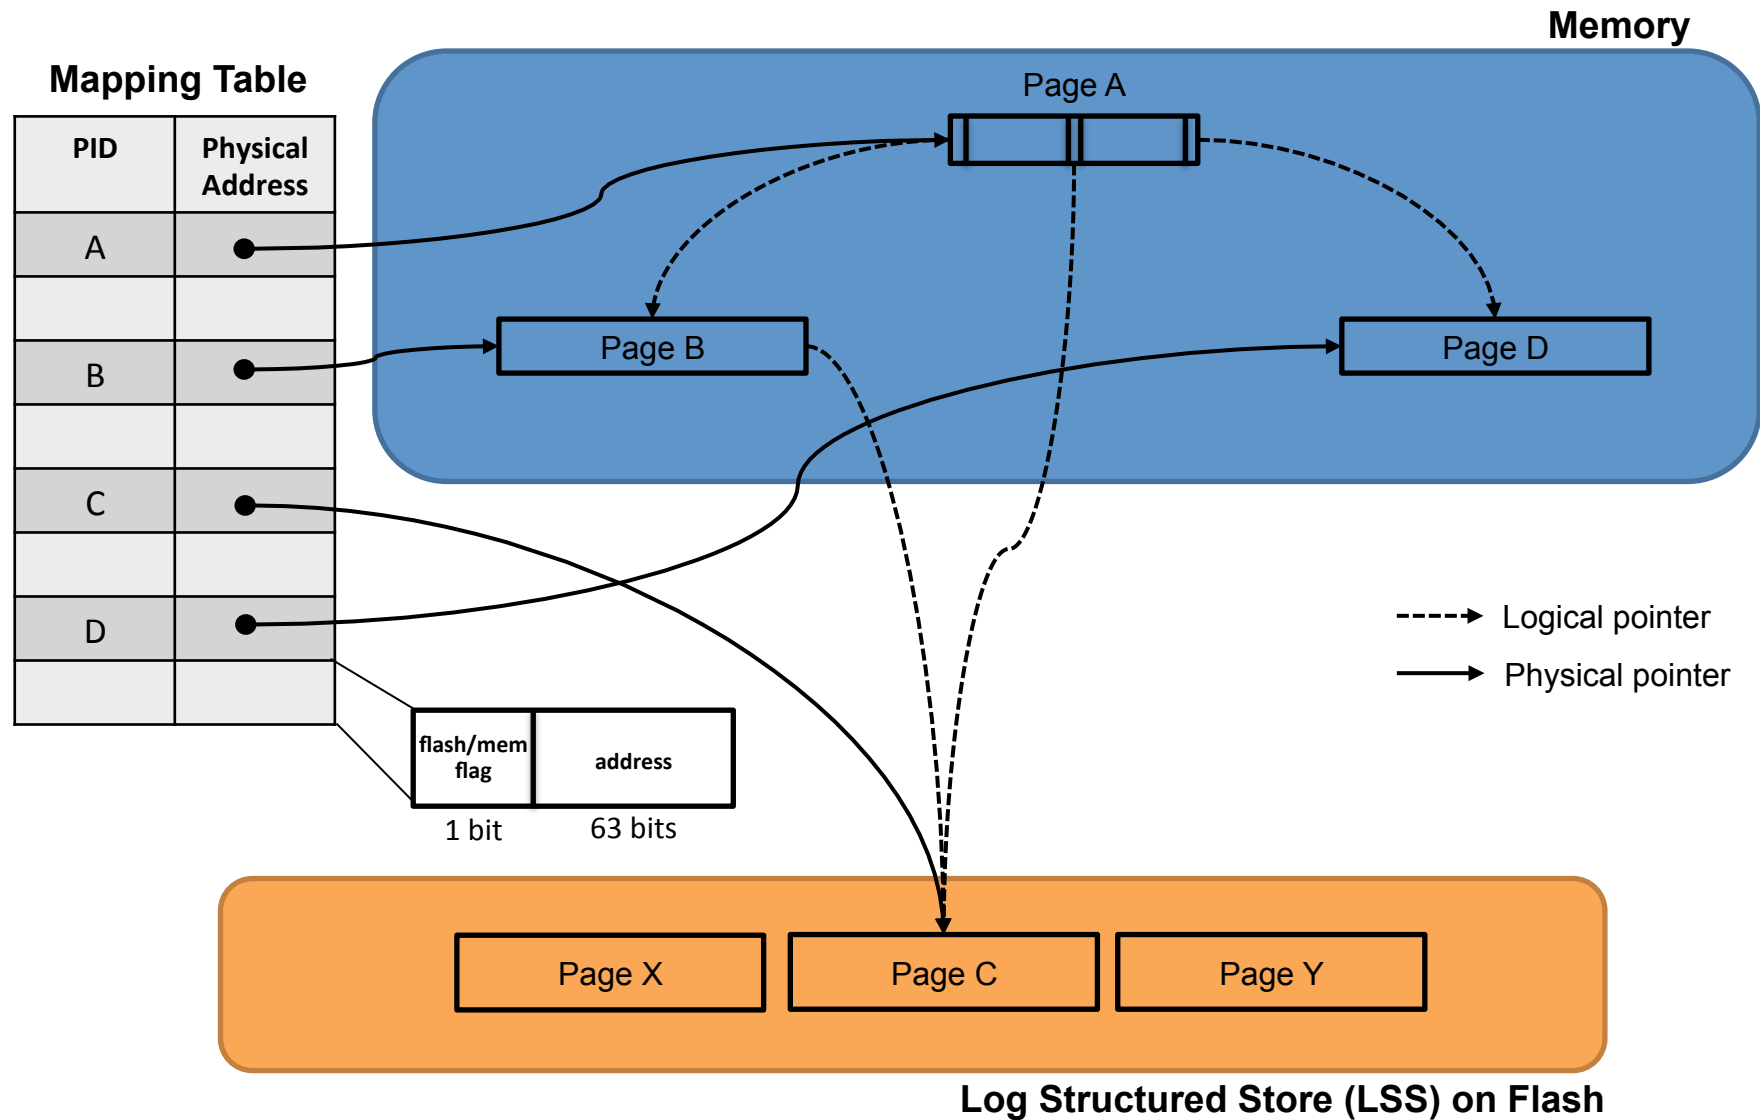 Memory
Mapping Table
PID
Physical
Address
A
B
C
D
Page A
Page B
Page D
Logical pointer
Physical pointer
flash/mem
flag
address
1 bit
63 bits
Page X
Page C
Page Y
Log Structured Store (LSS) on Flash